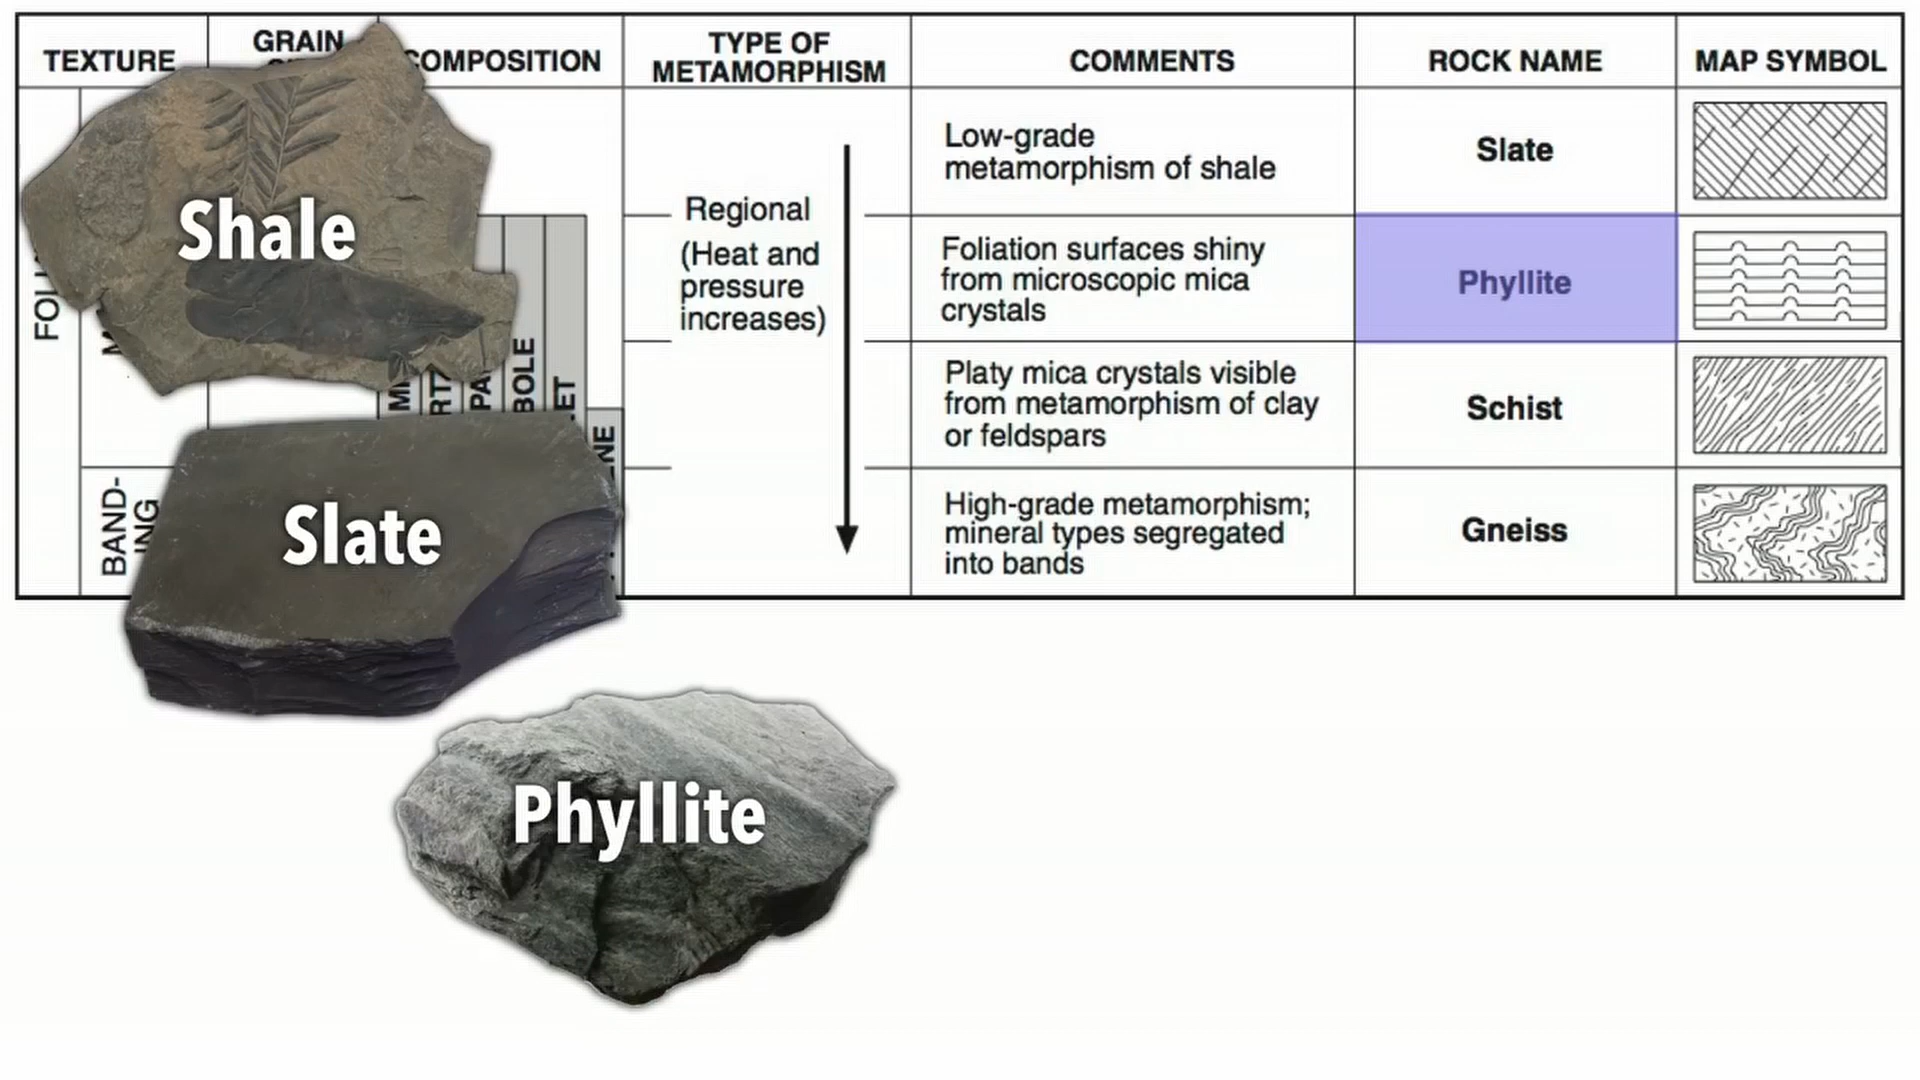 TEXTURE
GRAIN
COMPOSITION
TYPE OF
METAMORPHISM
COMMENTS
ROCK NAME
MAP SYMBOL
Low-grade
metamorphism of shale
Slate
Regional
(Heat and
pressure
increases)
Foliation surfaces shiny
from microscopic mica
crystals
Phyllite
Platy mica crystals visible
from metamorphism of clay
or feldspars
Schist
BAND-
ING
High-grade metamorphism;
mineral types segregated
into bands
Gneiss
Shale
Slate
Phyllite